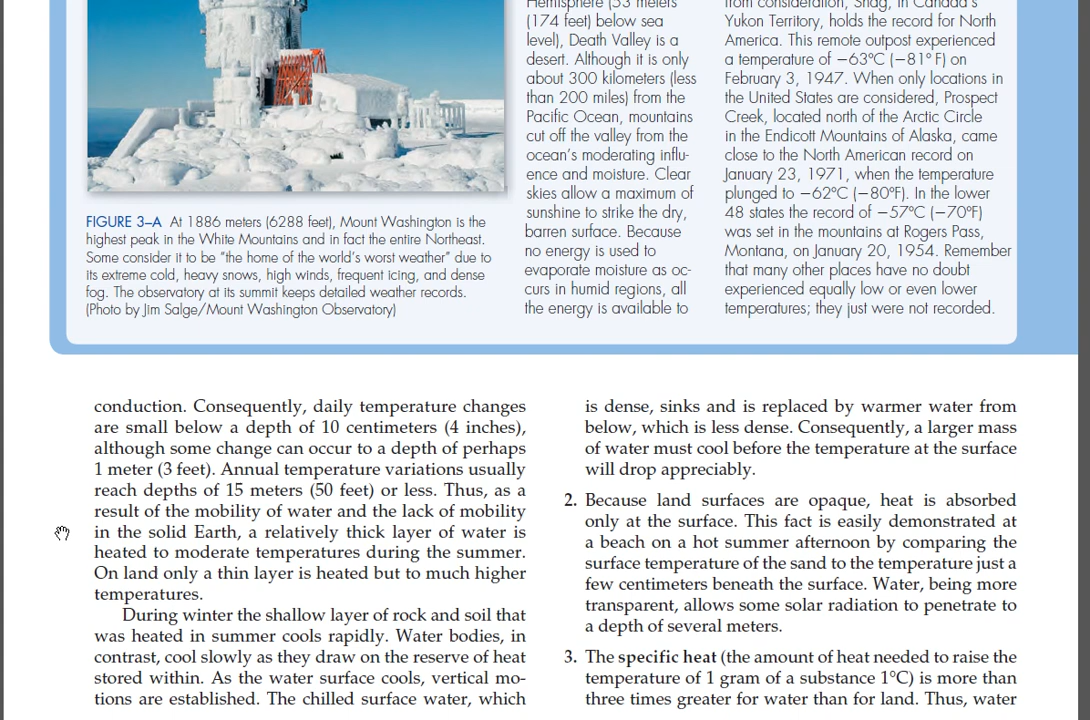 FIGURE 3–A At 1886 meters (6288 feet), Mount Washington is the
highest peak in the White Mountains and in fact the entire Northeast.
Some consider it to be "the home of the world's worst weather" due to
its extreme cold, heavy snows, high winds, frequent icing, and dense
fog. The observatory at its summit keeps detailed weather records.
(Photo by Jim Salge/Mount Washington Observatory)
Hemisphere (53 meters
(174 feet) below sea
level), Death Valley is a
desert. Although it is only
about 300 kilometers (less
than 200 miles) from the
Pacific Ocean, mountains
cut off the valley from the
ocean's moderating influ-
ence and moisture. Clear
skies allow a maximum of
sunshine to strike the dry,
barren surface. Because
no energy is used to
evaporate moisture as oc-
curs in humid regions, all
the energy is available to
from consideration, Snag, in Canada's
Yukon Territory, holds the record for North
America. This remote outpost experienced
a temperature of −63°C (−81° F) on
February 3, 1947. When only locations in
the United States are considered, Prospect
Creek, located north of the Arctic Circle
in the Endicott Mountains of Alaska, came
close to the North American record on
January 23, 1971, when the temperature
plunged to −62°C (−80°F). In the lower
48 states the record of −57°C (−70°F)
was set in the mountains at Rogers Pass,
Montana, on January 20, 1954. Remember
that many other places have no doubt
experienced equally low or even lower
temperatures; they just were not recorded.
conduction. Consequently, daily temperature changes
are small below a depth of 10 centimeters (4 inches),
although some change can occur to a depth of perhaps
1 meter (3 feet). Annual temperature variations usually
reach depths of 15 meters (50 feet) or less. Thus, as a
result of the mobility of water and the lack of mobility
in the solid Earth, a relatively thick layer of water is
heated to moderate temperatures during the summer.
On land only a thin layer is heated but to much higher
temperatures.
During winter the shallow layer of rock and soil that
was heated in summer cools rapidly. Water bodies, in
contrast, cool slowly as they draw on the reserve of heat
stored within. As the water surface cools, vertical mo-
tions are established. The chilled surface water, which
is dense, sinks and is replaced by warmer water from
below, which is less dense. Consequently, a larger mass
of water must cool before the temperature at the surface
will drop appreciably.
2. Because land surfaces are opaque, heat is absorbed
only at the surface. This fact is easily demonstrated at
a beach on a hot summer afternoon by comparing the
surface temperature of the sand to the temperature just a
few centimeters beneath the surface. Water, being more
transparent, allows some solar radiation to penetrate to
a depth of several meters.
3. The specific heat (the amount of heat needed to raise the
temperature of 1 gram of a substance 1°C) is more than
three times greater for water than for land. Thus, water